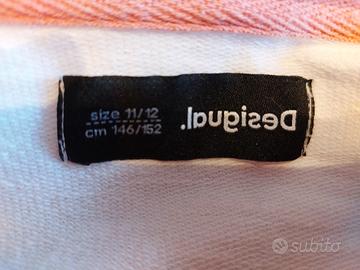 size 11/12
cm 146/152
Desigual.
subito